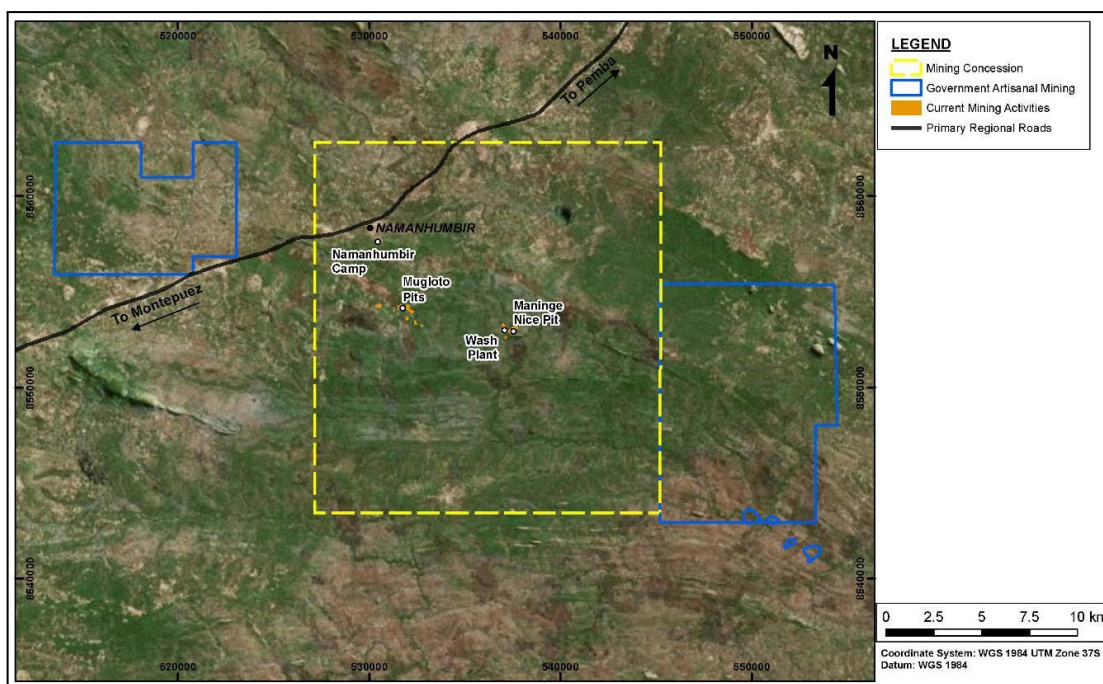 520000
530000
540000
550000
N
LEGEND
Mining Concession
Government Artisanal Mining
Current Mining Activities
Primary Regional Roads
To Pemba
8560000
8560000
NAMANHUMBIR
Namanhumbir
Camp
Mugloto
Pits
To Montepuez
Maninge
Nice Pit
Wash
Plant
8550000
8550000
8540000
8540000
520000
530000
540000
550000
0 2.5 5 7.5 10 km
Coordinate System: WGS 1984 UTM Zone 37S
Datum: WGS 1984